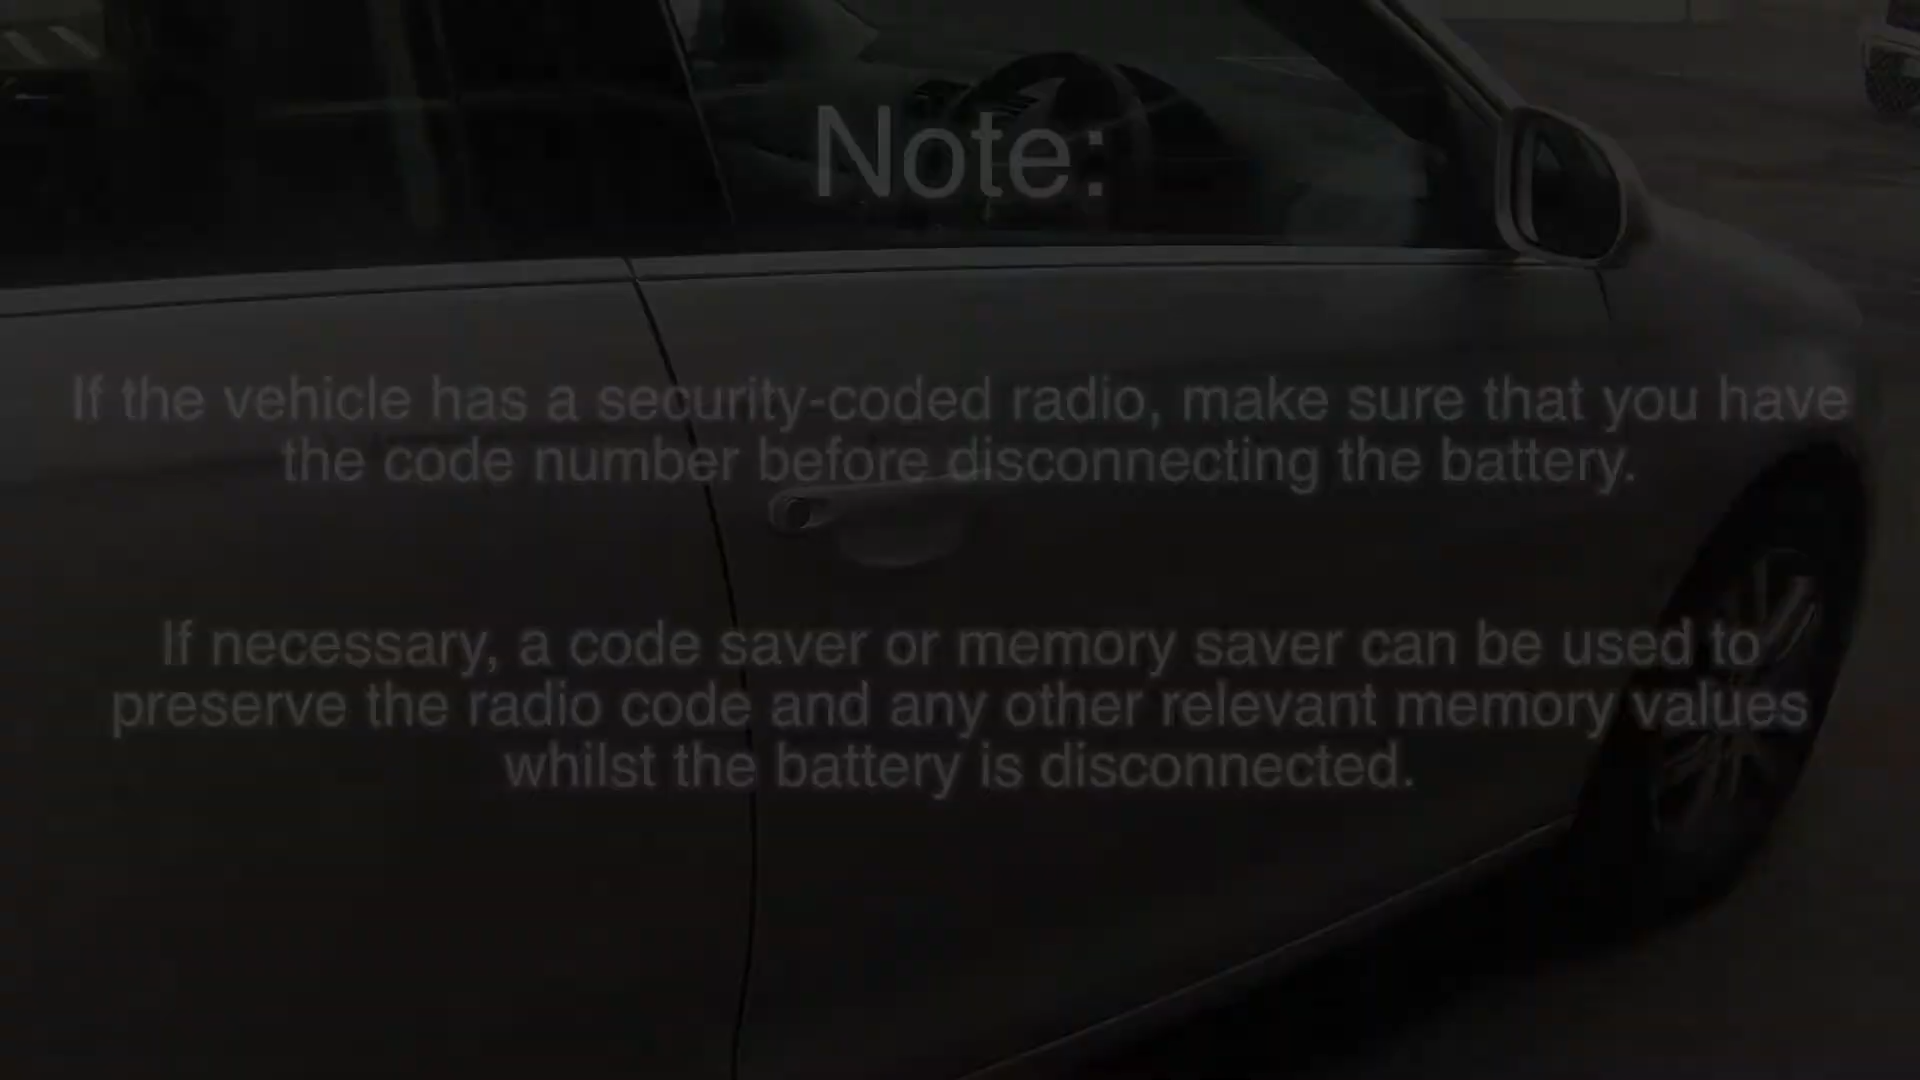 Note:
If the vehicle has a security-coded radio, make sure that you have
the code number before disconnecting the battery.
If necessary, a code saver or memory saver can be used to
preserve the radio code and any other relevant memory values
whilst the battery is disconnected.